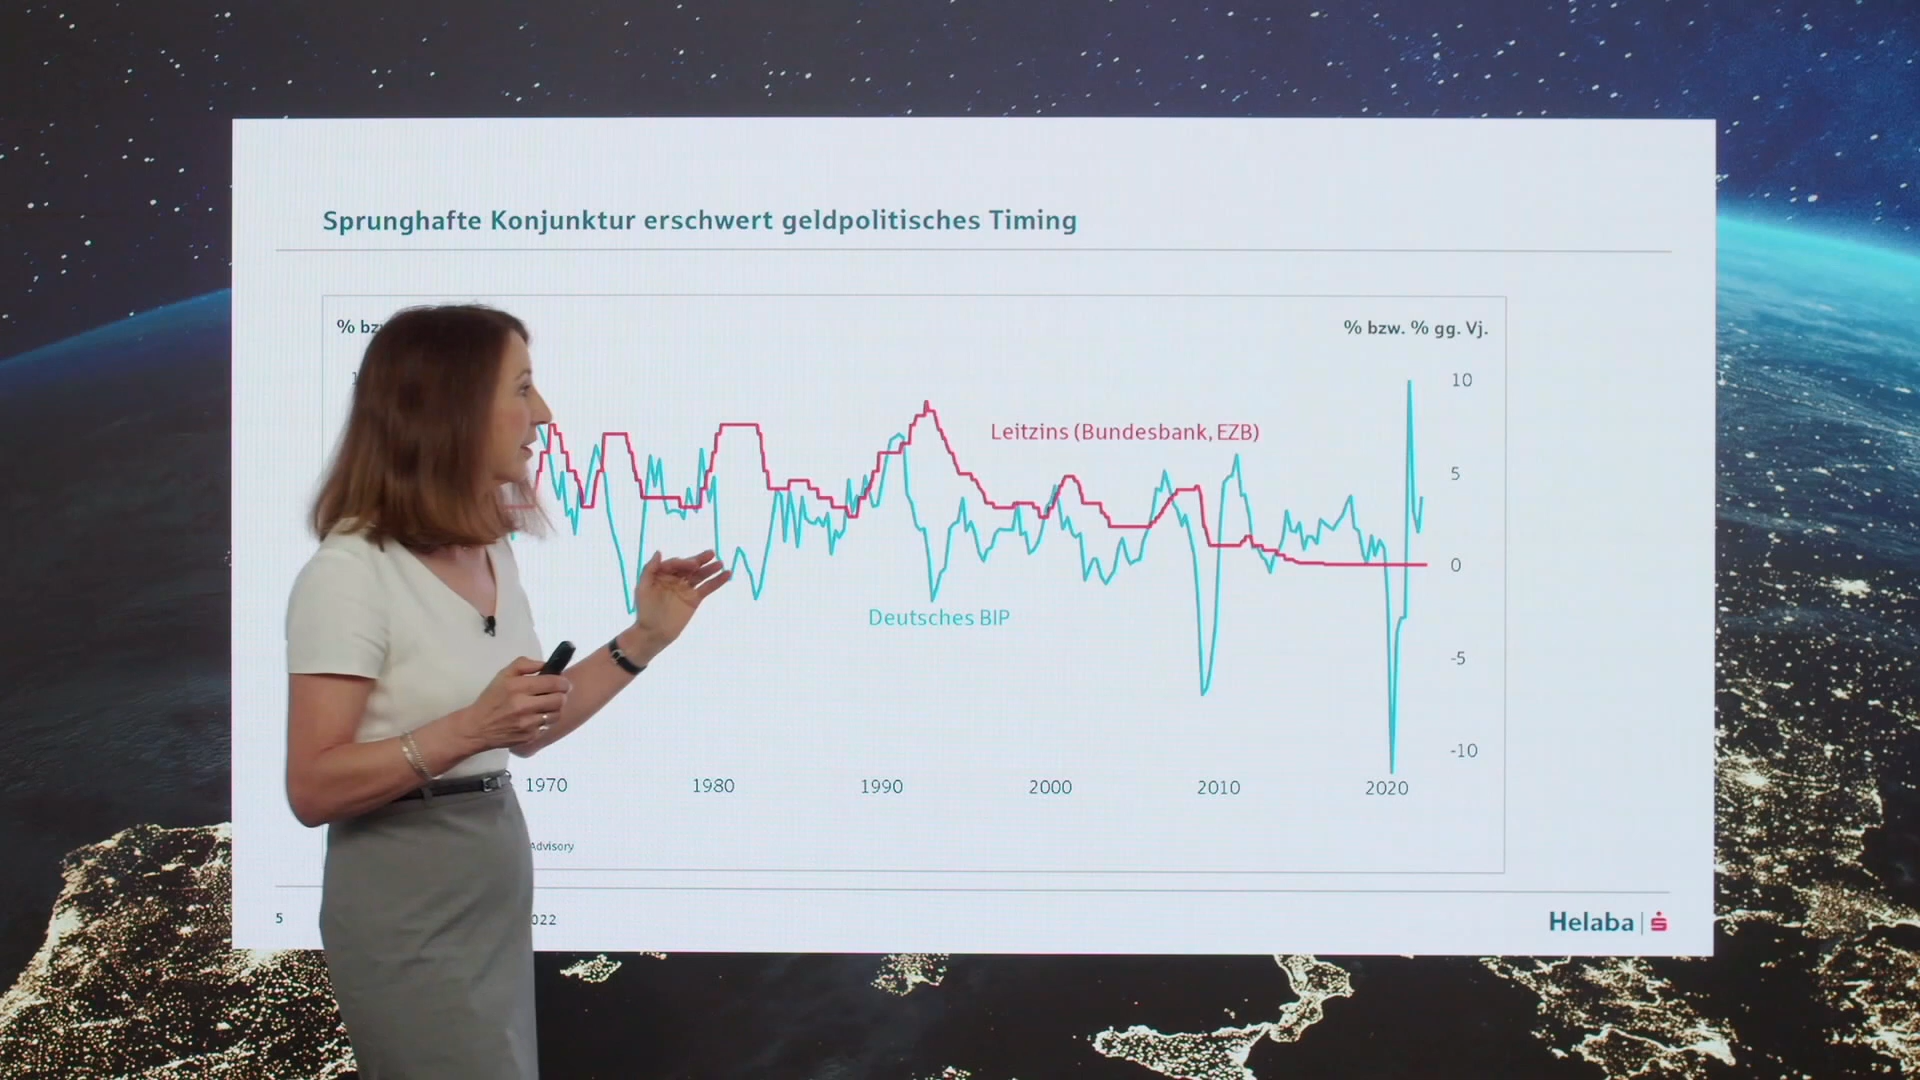 Sprunghafte Konjunktur erschwert geldpolitisches Timing
% bzw. % gg. Vj.
10
Leitzins (Bundesbank, EZB)
5
0
Deutsches BIP
-5
-10
1970 1980 1990 2000 2010 2020
Advisory
5
Helaba